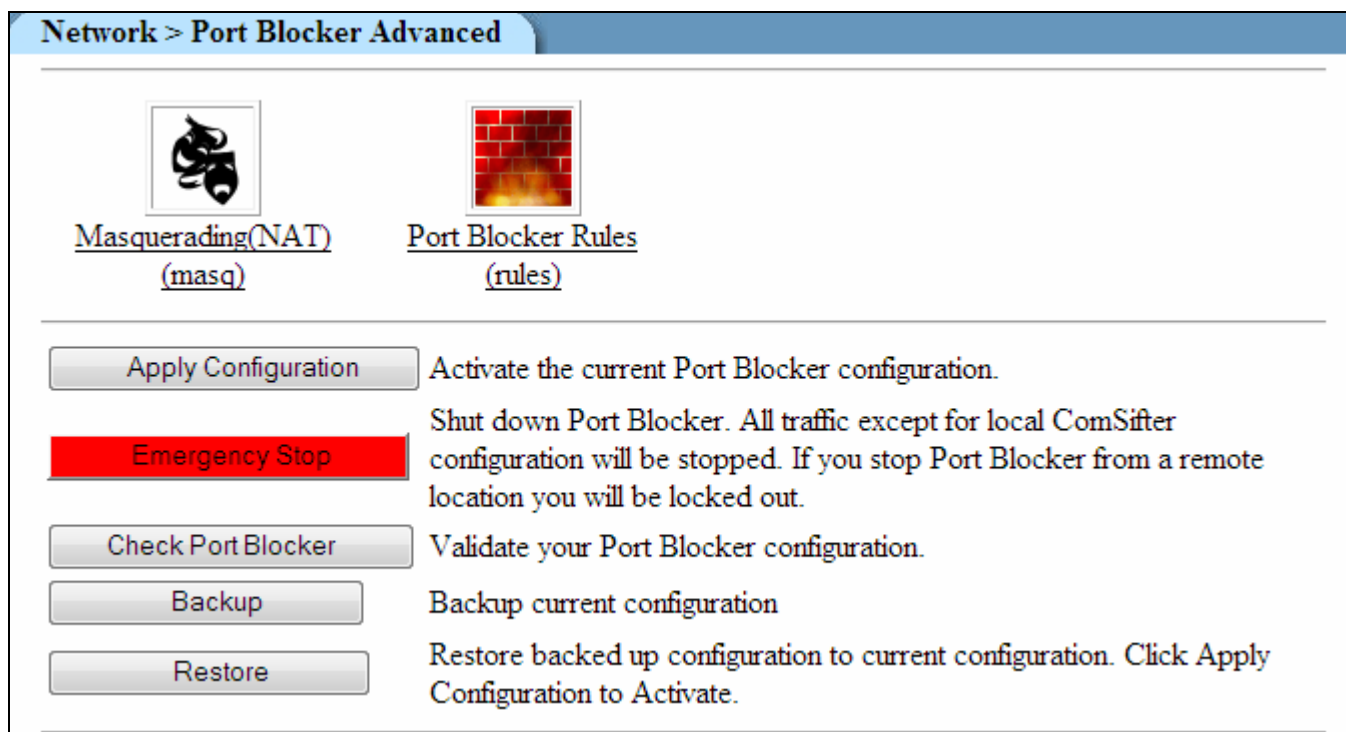 Network > Port Blocker Advanced
Masquerading(NAT)
(masq)
Port Blocker Rules
(rules)
Apply Configuration
Activate the current Port Blocker configuration.
Emergency Stop
Shut down Port Blocker. All traffic except for local ComSifter
configuration will be stopped. If you stop Port Blocker from a remote
location you will be locked out.
Check Port Blocker
Validate your Port Blocker configuration.
Backup
Backup current configuration
Restore
Restore backed up configuration to current configuration. Click Apply
Configuration to Activate.